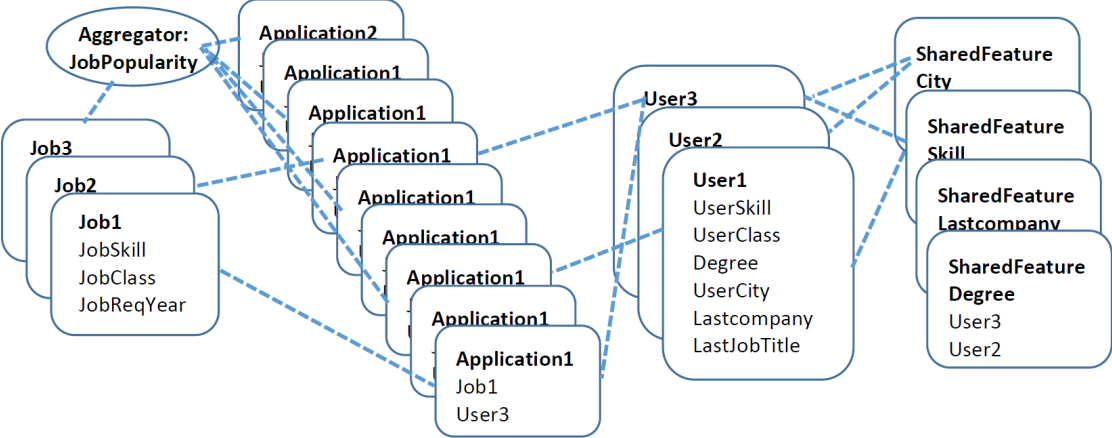 Aggregator:
JobPopularity
Job3
Job2
Job1
JobSkill
JobClass
JobReqYear
Application2
Application1
Application1
Application1
Application1
Application1
Application1
Application1
Application1
Job1
User3
User3
User2
User1
UserSkill
UserClass
Degree
UserCity
Lastcompany
LastJobTitle
SharedFeature
City
SharedFeature
Skill
SharedFeature
Lastcompany
SharedFeature
Degree
User3
User2